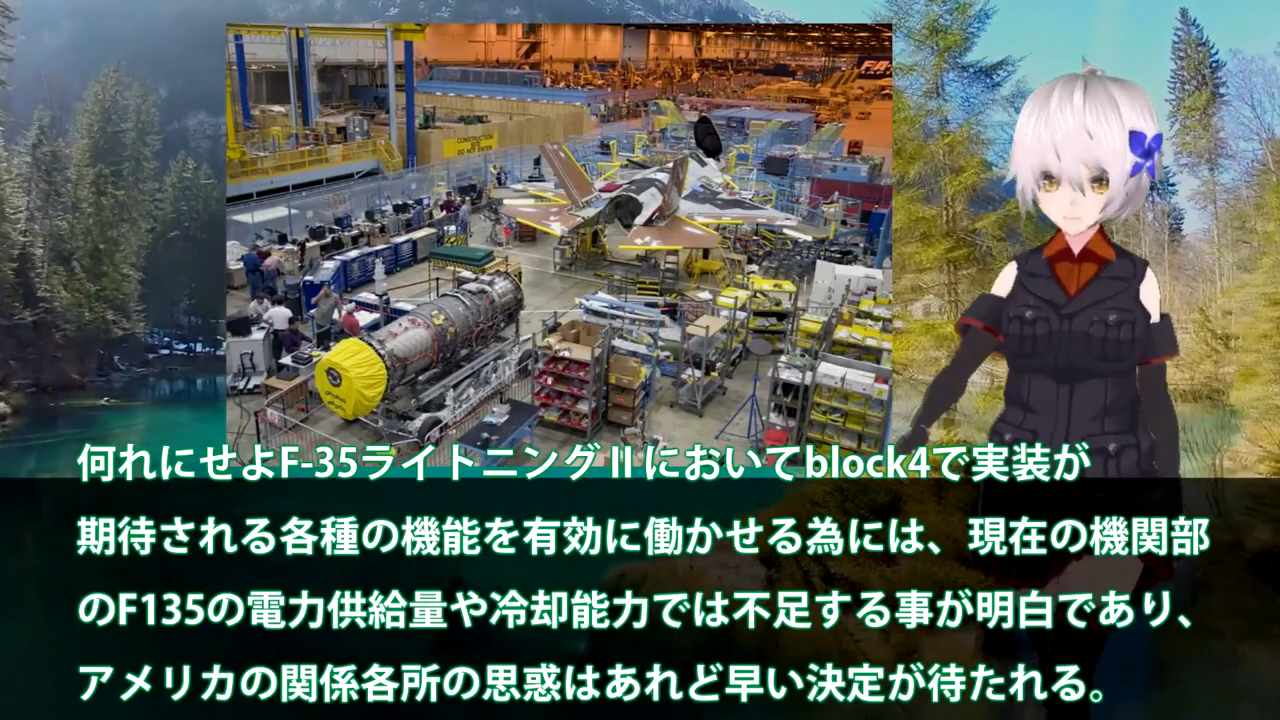 CONSTRUCTION
DO NOT ENTER
何れにせよF-35ライトニングⅡにおいてblock4で実装が
期待される各種の機能を有効に働かせる為には、現在の機関部
のF135の電力供給量や冷却能力では不足する事が明白であり、
アメリカの関係各所の思惑はあれど早い決定が待たれる。